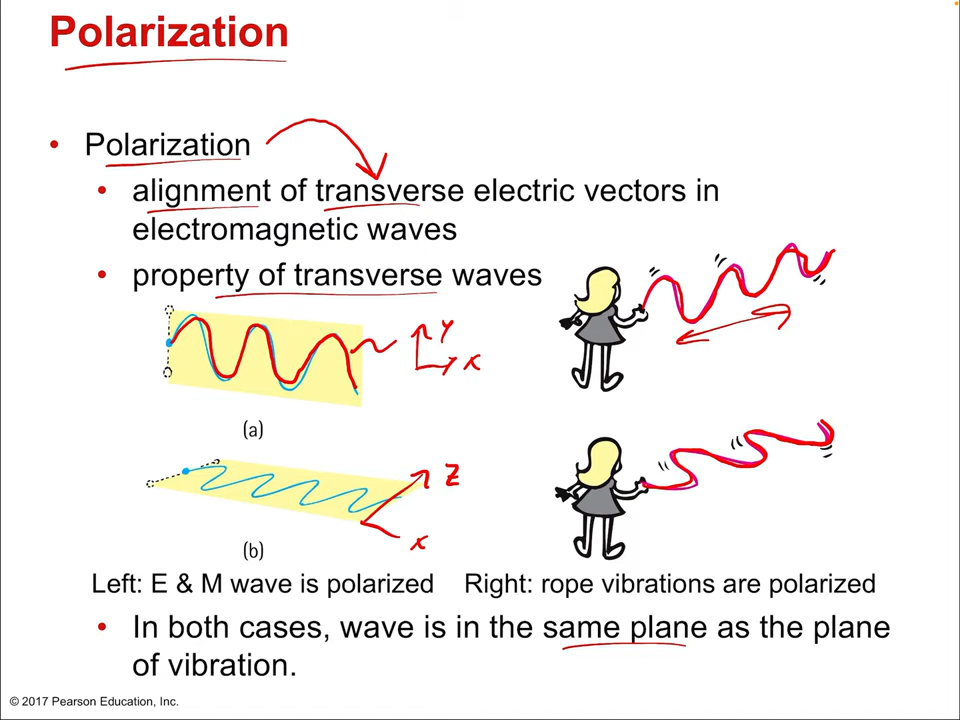 Polarization
• Polarization
• alignment of transverse electric vectors in
electromagnetic waves
• property of transverse waves
Y
x
(a)
z
x
(b)
Left: E & M wave is polarized Right: rope vibrations are polarized
• In both cases, wave is in the same plane as the plane
of vibration.
© 2017 Pearson Education, Inc.